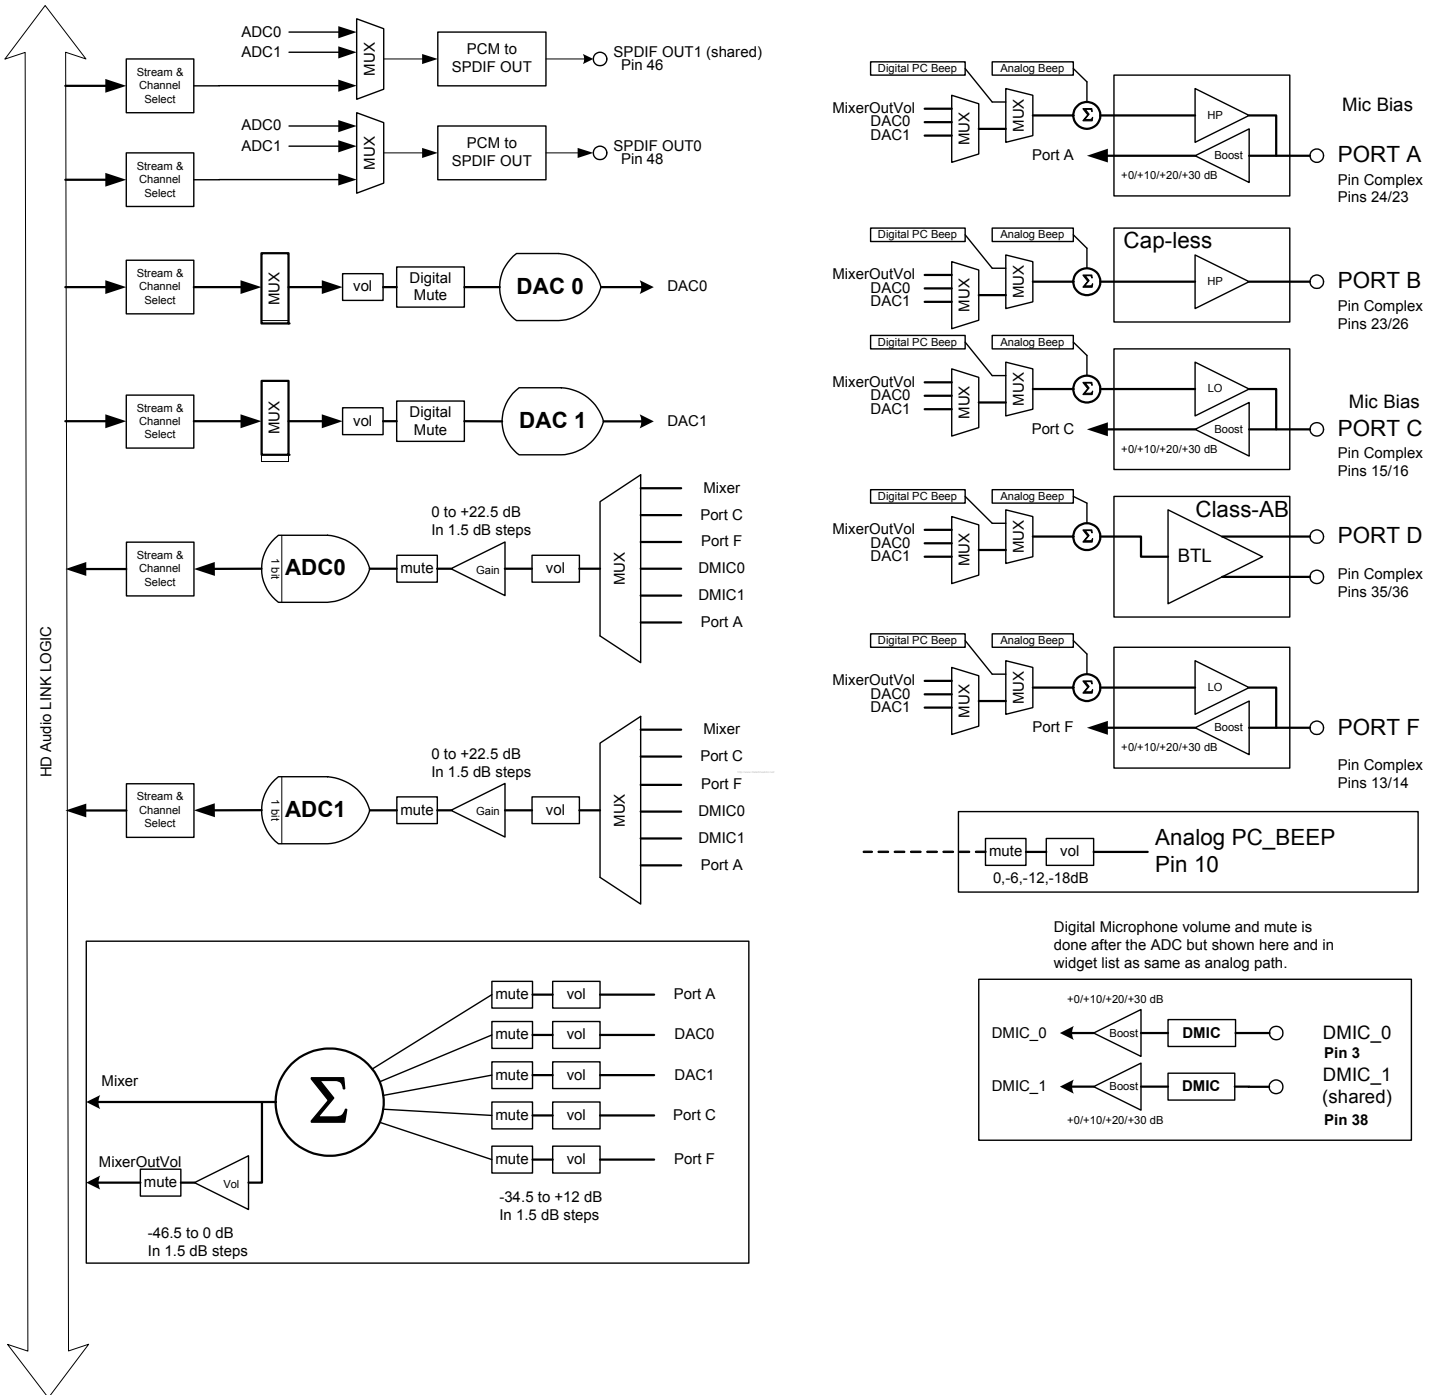 HD Audio LINK LOGIC
ADC0
ADC1
Stream &
Channel
Select
MUX
PCM to
SPDIF OUT
SPDIF OUT1 (shared)
Pin 46
ADC0
ADC1
Stream &
Channel
Select
MUX
PCM to
SPDIF OUT
SPDIF OUT0
Pin 48
Stream &
Channel
Select
MUX
vol
Digital
Mute
DAC 0
DAC0
Stream &
Channel
Select
MUX
vol
Digital
Mute
DAC 1
DAC1
Stream &
Channel
Select
1 bit
ADC0
mute
Gain
0 to +22.5 dB
In 1.5 dB steps
vol
MUX
Mixer
Port C
Port F
DMIC0
DMIC1
Port A
Stream &
Channel
Select
1 bit
ADC1
mute
Gain
0 to +22.5 dB
In 1.5 dB steps
vol
MUX
Mixer
Port C
Port F
DMIC0
DMIC1
Port A
Mixer
MixerOutVol
mute
Vol
-46.5 to 0 dB
In 1.5 dB steps
Σ
mute
vol
Port A
mute
vol
DAC0
mute
vol
DAC1
mute
vol
Port C
mute
vol
Port F
-34.5 to +12 dB
In 1.5 dB steps
Digital PC Beep
Analog Beep
MixerOutVol
DAC0
DAC1
MUX
MUX
Σ
HP
Port A
Boost
+0/+10/+20/+30 dB
Mic Bias
PORT A
Pin Complex
Pins 24/23
Digital PC Beep
Analog Beep
MixerOutVol
DAC0
DAC1
MUX
MUX
Σ
Cap-less
HP
PORT B
Pin Complex
Pins 23/26
Digital PC Beep
Analog Beep
MixerOutVol
DAC0
DAC1
MUX
MUX
Σ
LO
Port C
Boost
+0/+10/+20/+30 dB
Mic Bias
PORT C
Pin Complex
Pins 15/16
Digital PC Beep
Analog Beep
MixerOutVol
DAC0
DAC1
MUX
MUX
Σ
Class-AB
BTL
PORT D
Pin Complex
Pins 35/36
Digital PC Beep
Analog Beep
MixerOutVol
DAC0
DAC1
MUX
MUX
Σ
LO
Port F
Boost
+0/+10/+20/+30 dB
PORT F
Pin Complex
Pins 13/14
mute
vol
0,-6,-12,-18dB
Analog PC_BEEP
Pin 10
Digital Microphone volume and mute is
done after the ADC but shown here and in
widget list as same as analog path.
+0/+10/+20/+30 dB
DMIC_0
Boost
DMIC
DMIC_0
Pin 3
DMIC_1
Boost
DMIC
DMIC_1
(shared)
Pin 38
+0/+10/+20/+30 dB